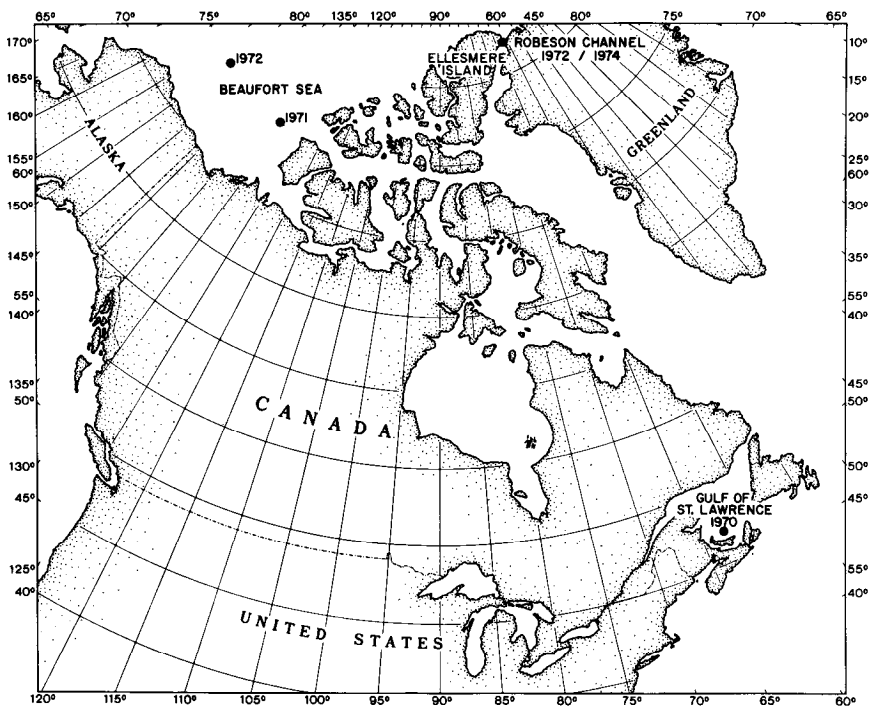 65° 70° 75° 80° 135° 120° 90° 60° 45° 80° 75° 70° 65°
170°
165°
160°
155°
60°
150°
145°
55°
140°
135°
50°
130°
45°
125°
40°
10°
15°
20°
25°
60°
30°
35°
55°
40°
45°
50°
50°
45°
55°
40°
1972
BEAUFORT SEA
1971
ELLESMERE
ISLAND
ROBESON CHANNEL
1972 / 1974
ALASKA
GREENLAND
CANADA
GULF OF
ST. LAWRENCE
1970
UNITED STATES
120° 115° 110° 105° 100° 95° 90° 85° 80° 75° 70° 65° 60°